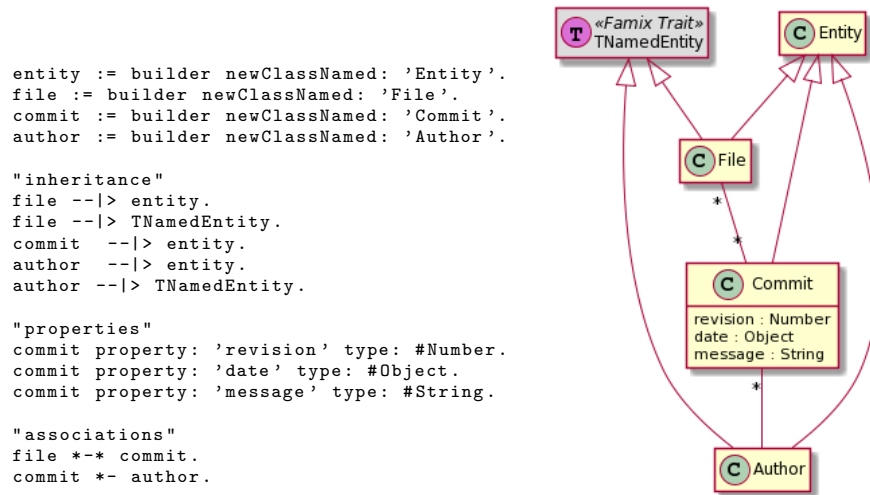 entity := builder newClassNamed: ’Entity’.
file := builder newClassNamed: ’File’.
commit := builder newClassNamed: ’Commit’.
author := builder newClassNamed: ’Author’.
"inheritance"
file --|> entity.
file --|> TNamedEntity.
commit  --|> entity.
author  --|> entity.
author --|> TNamedEntity.
"properties"
commit property: ’revision’ type: #Number.
commit property: ’date’ type: #Object.
commit property: ’message’ type: #String.
"associations"
file *-* commit.
commit *- author.
T
«Famix Trait»
TNamedEntity
C Entity
C File
*
*
C Commit
revision : Number
date : Object
message : String
*
C Author